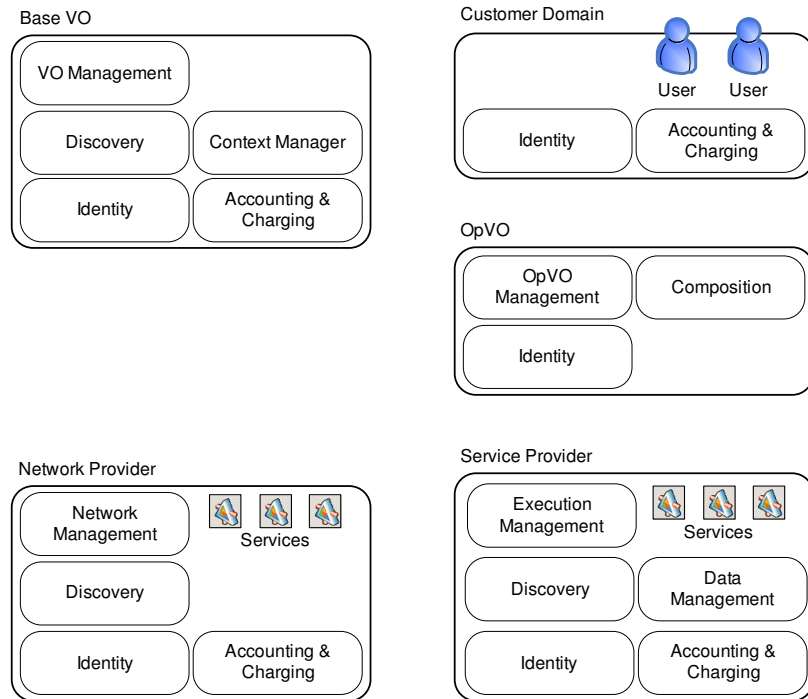 Base VO
VO Management
Discovery
Context Manager
Identity
Accounting &
Charging
Customer Domain
User
User
Identity
Accounting &
Charging
OpVO
OpVO
Management
Composition
Identity
Network Provider
Network
Management
Services
Discovery
Identity
Accounting &
Charging
Service Provider
Execution
Management
Services
Discovery
Data
Management
Identity
Accounting &
Charging